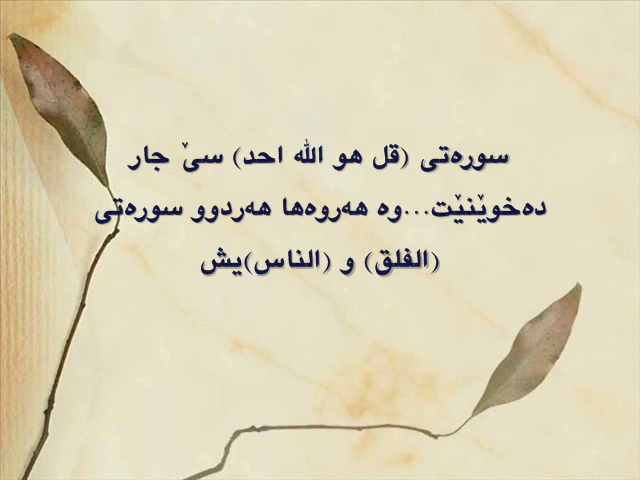 سورەتی (قل هو الله احد) سێ جار
دەخوێنێت...وە هەروەها هەردوو سورەتی
(الفلق) و (الناس)یش